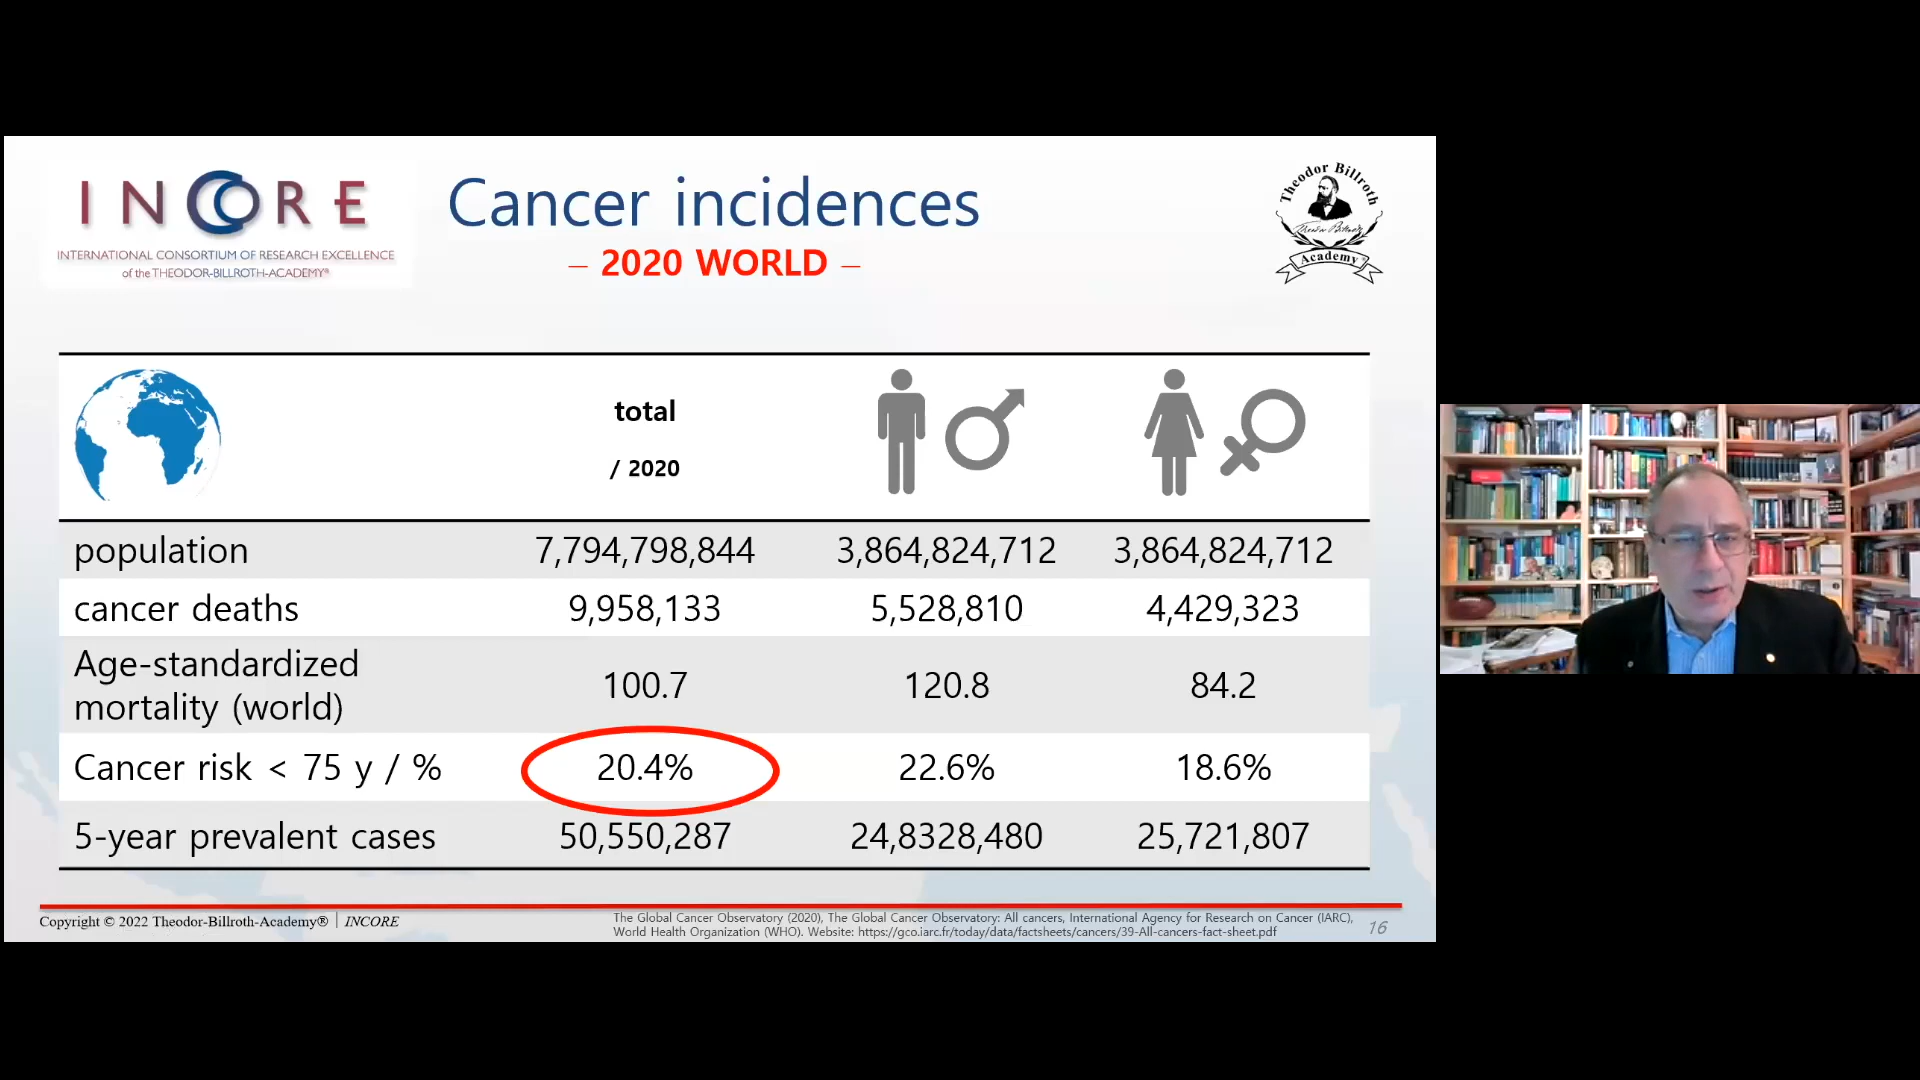 INCORE
INTERNATIONAL CONSORTIUM OF RESEARCH EXCELLENCE
of the THEODOR-BILLROTH-ACADEMY®
Cancer incidences
– 2020 WORLD –
Theodor Billroth
Academy
total
/ 2020
population 7,794,798,844 3,864,824,712 3,864,824,712
cancer deaths 9,958,133 5,528,810 4,429,323
Age-standardized
mortality (world) 100.7 120.8 84.2
Cancer risk < 75 y / % 20.4% 22.6% 18.6%
5-year prevalent cases 50,550,287 24,8328,480 25,721,807
Copyright © 2022 Theodor-Billroth-Academy® | INCORE
The Global Cancer Observatory (2020), The Global Cancer Observatory: All cancers, International Agency for Research on Cancer (IARC),
World Health Organization (WHO). Website: https://gco.iarc.fr/today/data/factsheets/cancers/39-All-cancers-fact-sheet.pdf
16